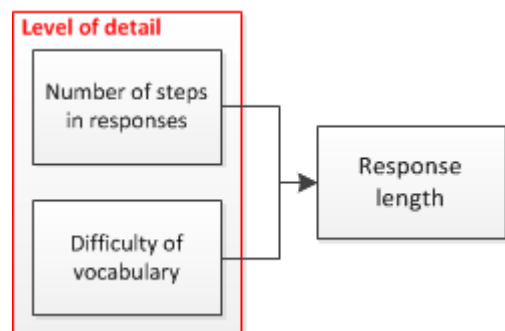 Level of detail
Number of steps
in responses
Response
length
Difficulty of
vocabulary